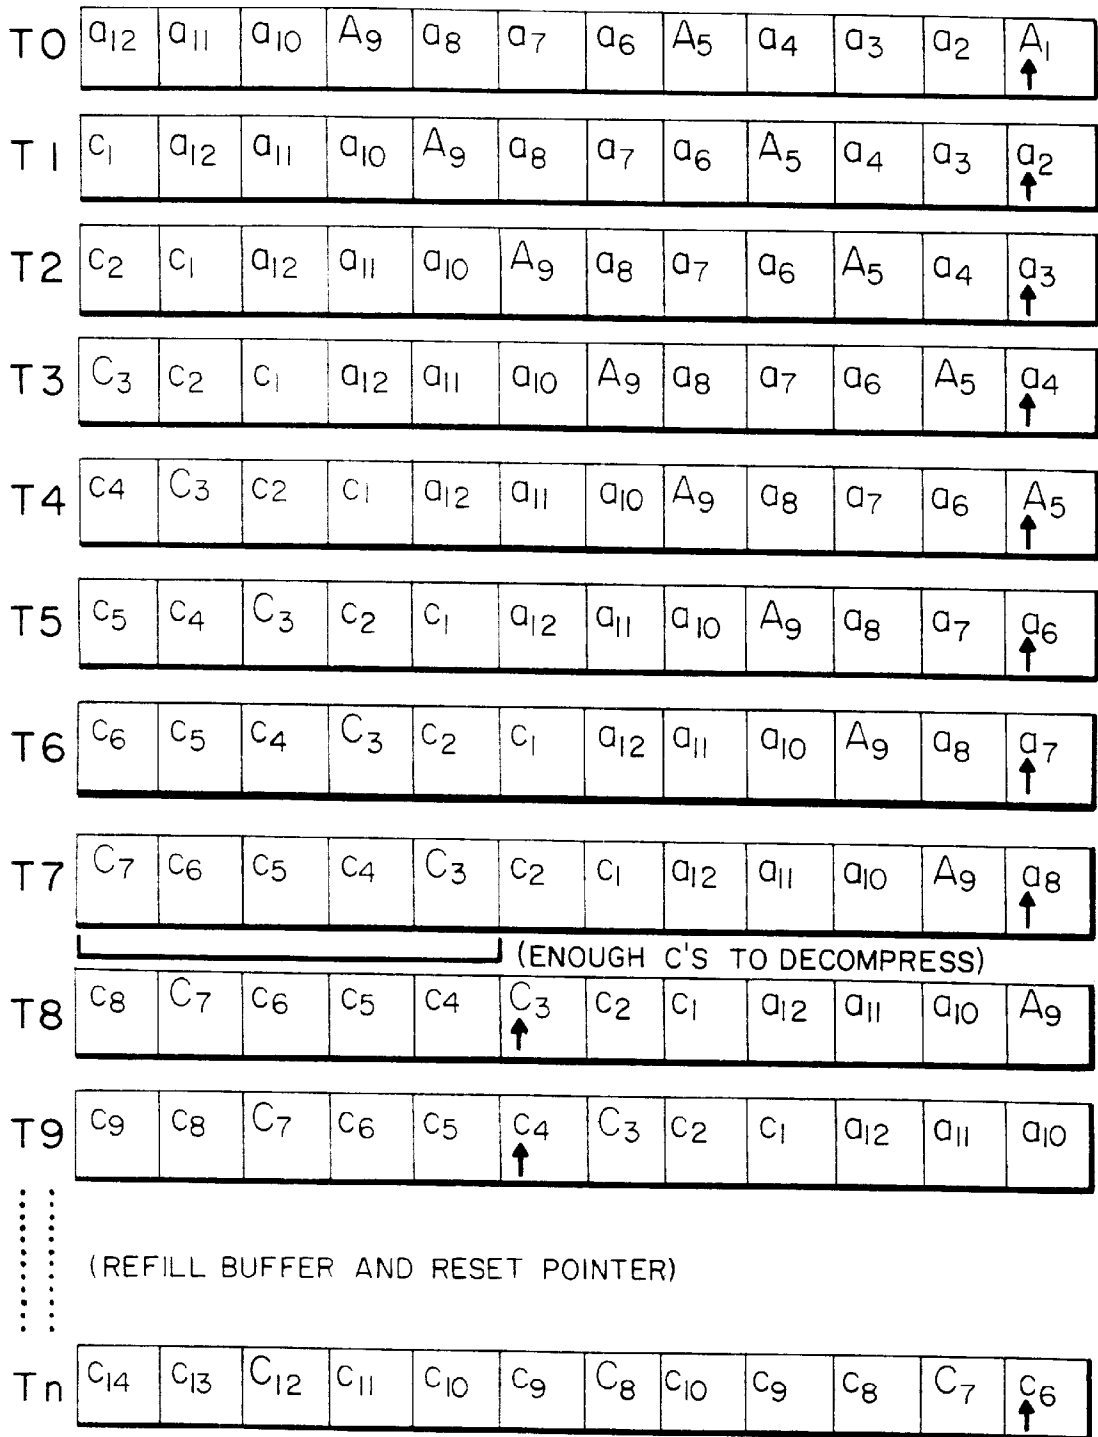 T0 a12 a11 a10 A9 a8 a7 a6 A5 a4 a3 a2 A1
T1 c1 a12 a11 a10 A9 a8 a7 a6 A5 a4 a3 a2
T2 c2 c1 a12 a11 a10 A9 a8 a7 a6 A5 a4 a3
T3 C3 c2 c1 a12 a11 a10 A9 a8 a7 a6 A5 a4
T4 c4 C3 c2 c1 a12 a11 a10 A9 a8 a7 a6 A5
T5 c5 c4 C3 c2 c1 a12 a11 a10 A9 a8 a7 a6
T6 c6 c5 c4 C3 c2 c1 a12 a11 a10 A9 a8 a7
T7 C7 c6 c5 c4 C3 c2 c1 a12 a11 a10 A9 a8
(ENOUGH C'S TO DECOMPRESS)
T8 c8 C7 c6 c5 c4 C3 c2 c1 a12 a11 a10 A9
T9 c9 c8 C7 c6 c5 c4 C3 c2 c1 a12 a11 a10
(REFILL BUFFER AND RESET POINTER)
Tn c14 c13 C12 c11 c10 c9 C8 c10 c9 c8 C7 c6